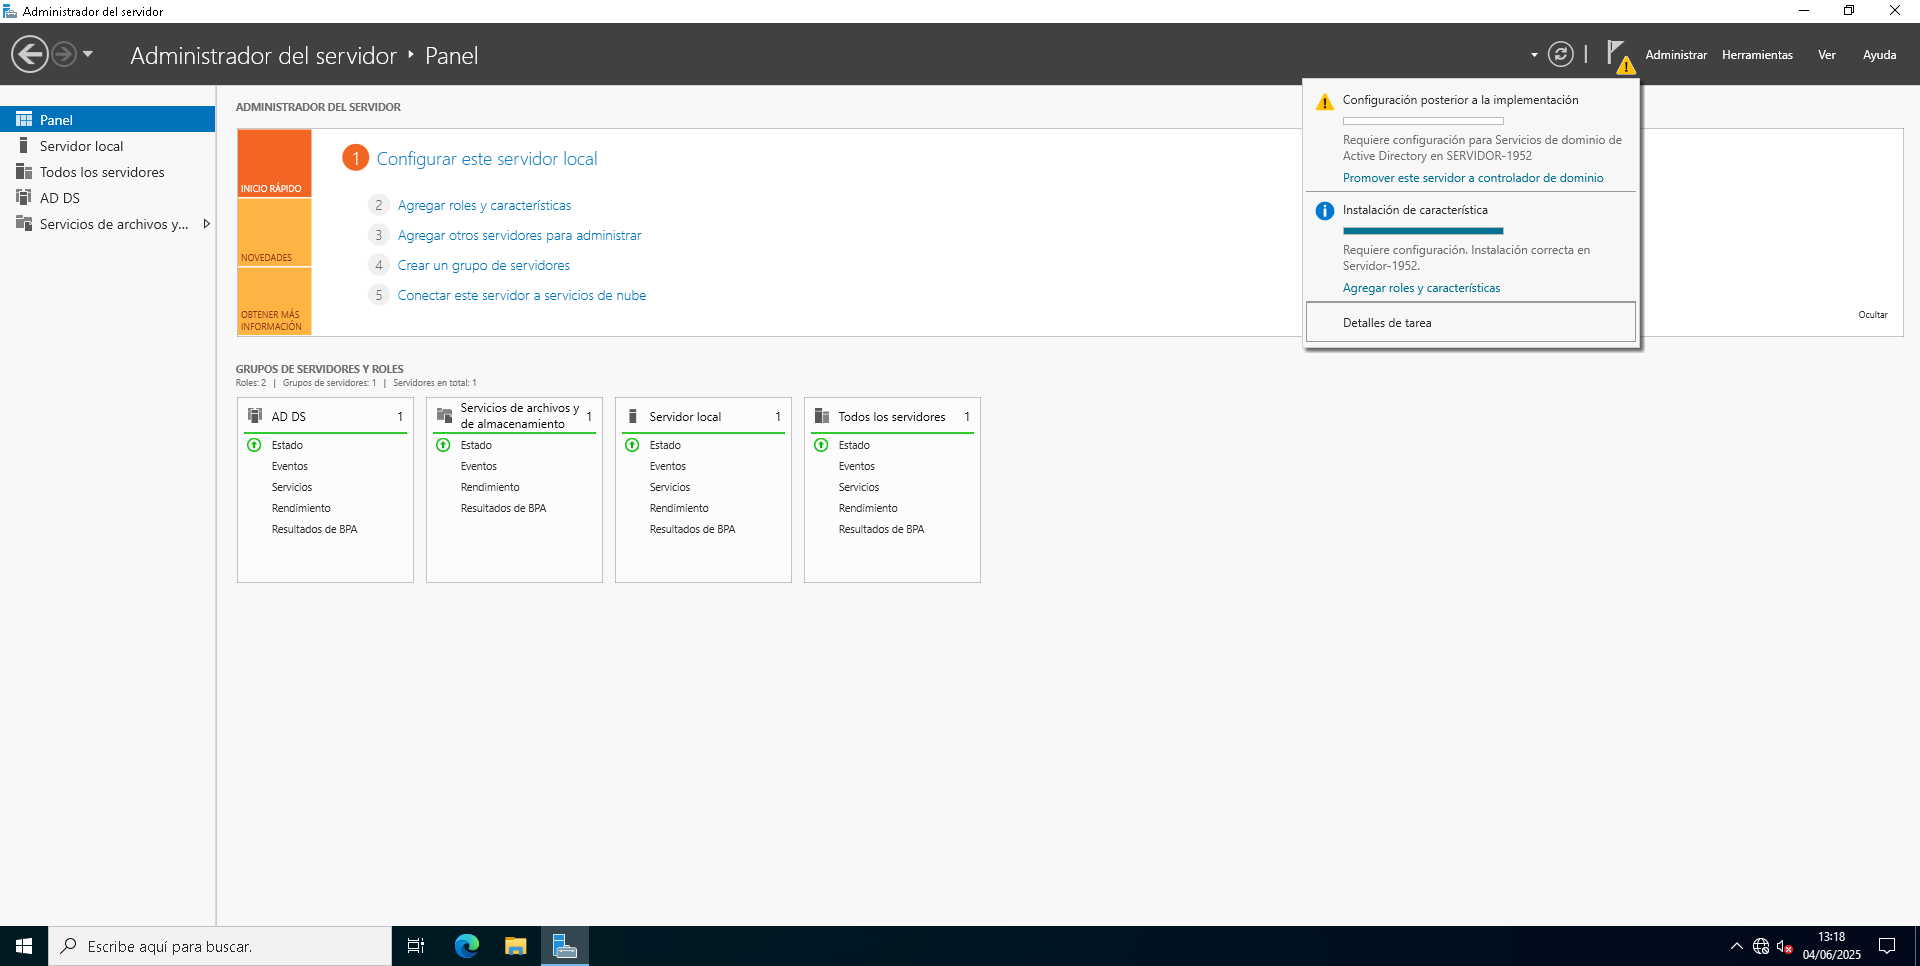 Administrador del servidor
Administrador del servidor ‣ Panel
Administrar
Herramientas
Ver
Ayuda
Panel
Servidor local
Todos los servidores
AD DS
Servicios de archivos y...
ADMINISTRADOR DEL SERVIDOR
INICIO RÁPIDO
NOVEDADES
OBTENER MÁS
INFORMACIÓN
1 Configurar este servidor local
2 Agregar roles y características
3 Agregar otros servidores para administrar
4 Crear un grupo de servidores
5 Conectar este servidor a servicios de nube
Configuración posterior a la implementación
Requiere configuración para Servicios de dominio de
Active Directory en SERVIDOR-1952
Promover este servidor a controlador de dominio
Instalación de característica
Requiere configuración. Instalación correcta en
Servidor-1952.
Agregar roles y características
Detalles de tarea
Ocultar
GRUPOS DE SERVIDORES Y ROLES
Roles: 2 | Grupos de servidores: 1 | Servidores en total: 1
AD DS 1
Estado
Eventos
Servicios
Rendimiento
Resultados de BPA
Servicios de archivos y
de almacenamiento 1
Estado
Eventos
Rendimiento
Resultados de BPA
Servidor local 1
Estado
Eventos
Servicios
Rendimiento
Resultados de BPA
Todos los servidores 1
Estado
Eventos
Servicios
Rendimiento
Resultados de BPA
Escribe aquí para buscar.
13:18
04/06/2025